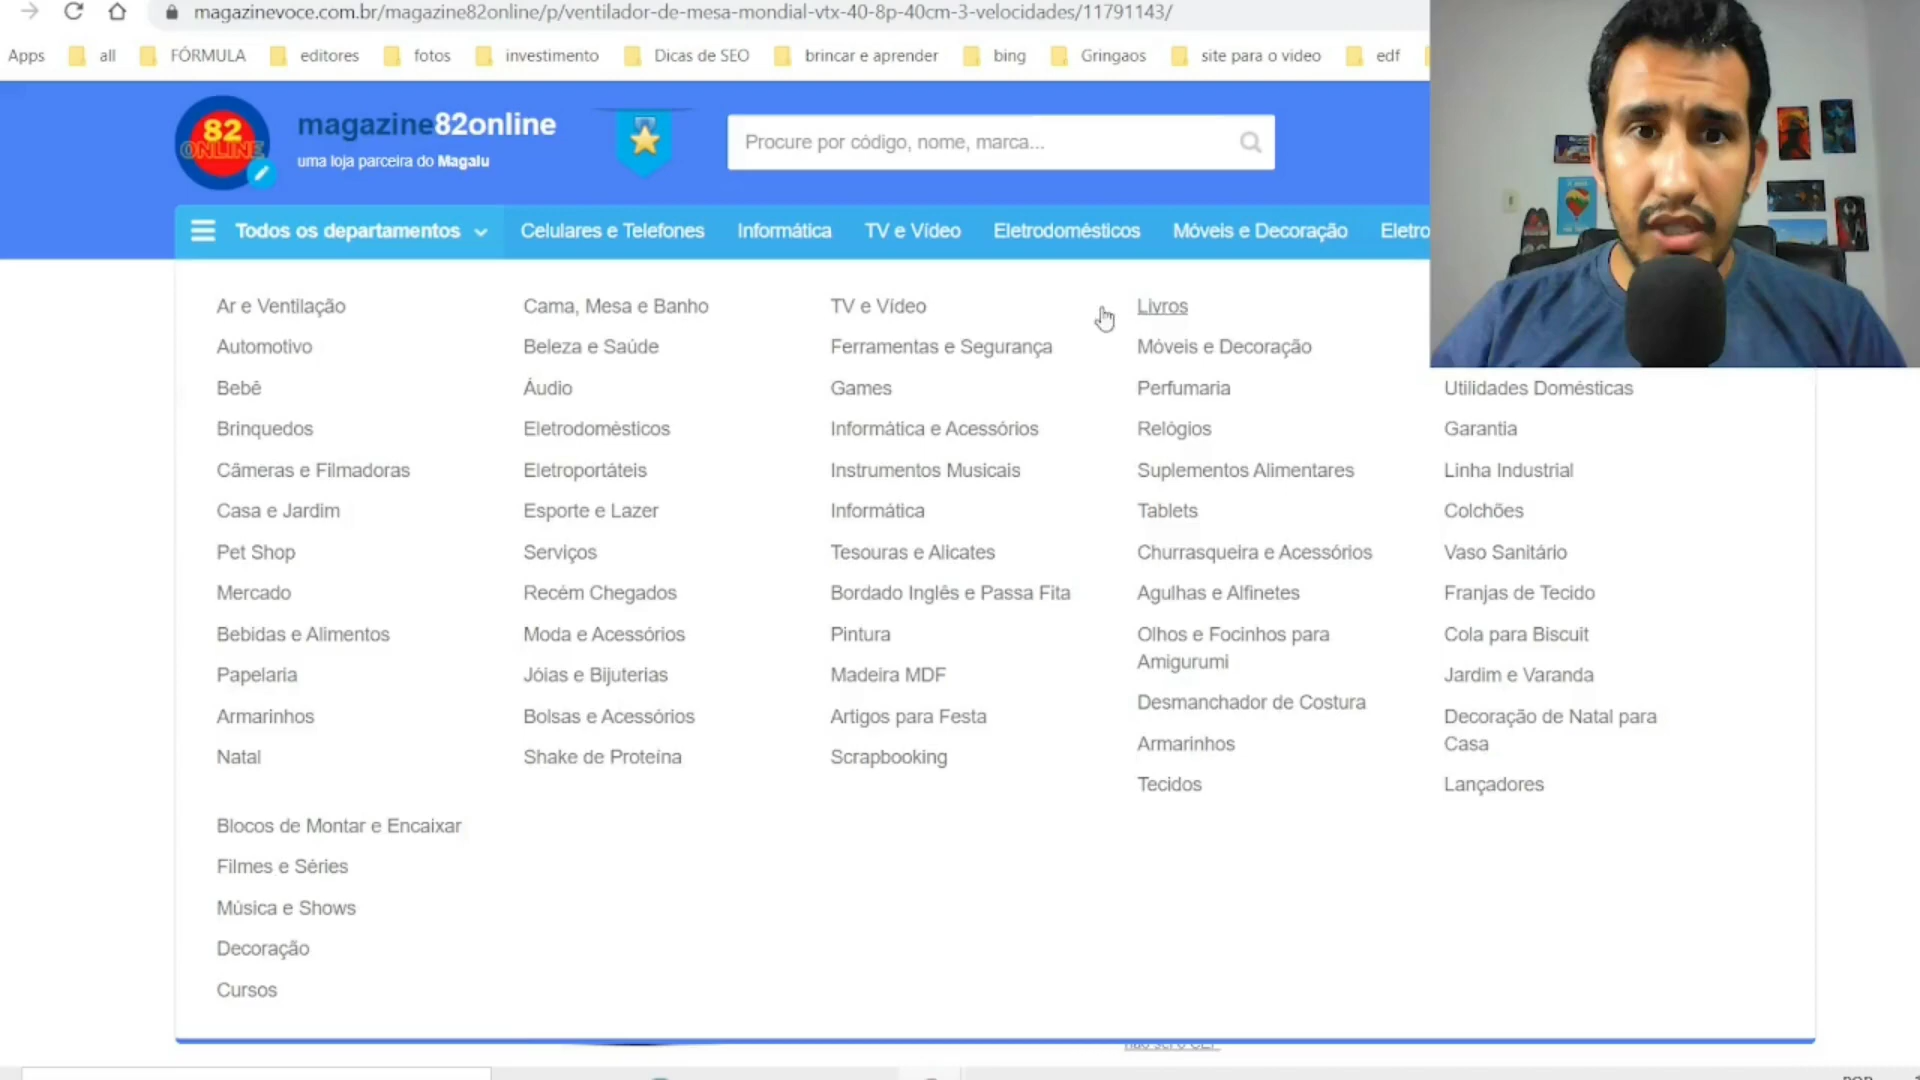 magazinevoce.com.br/magazine82online/p/ventilador-de-mesa-mondial-vtx-40-8p-40cm-3-velocidades/11791143/
Apps all FÓRMULA editores fotos investimento Dicas de SEO brincar e aprender bing Gringaos site para o video edf
82
ONLINE
magazine82online
uma loja parceira do Magalu
Procure por código, nome, marca...
Todos os departamentos Celulares e Telefones Informática TV e Vídeo Eletrodomésticos Móveis e Decoração Eletro
Ar e Ventilação
Automotivo
Bebê
Brinquedos
Câmeras e Filmadoras
Casa e Jardim
Pet Shop
Mercado
Bebidas e Alimentos
Papelaria
Armarinhos
Natal
Blocos de Montar e Encaixar
Filmes e Séries
Música e Shows
Decoração
Cursos
Cama, Mesa e Banho
Beleza e Saúde
Áudio
Eletrodomésticos
Eletroportáteis
Esporte e Lazer
Serviços
Recém Chegados
Moda e Acessórios
Jóias e Bijuterias
Bolsas e Acessórios
Shake de Proteína
TV e Vídeo
Ferramentas e Segurança
Games
Informática e Acessórios
Instrumentos Musicais
Informática
Tesouras e Alicates
Bordado Inglês e Passa Fita
Pintura
Madeira MDF
Artigos para Festa
Scrapbooking
Livros
Móveis e Decoração
Perfumaria
Relógios
Suplementos Alimentares
Tablets
Churrasqueira e Acessórios
Agulhas e Alfinetes
Olhos e Focinhos para
Amigurumi
Desmanchador de Costura
Armarinhos
Tecidos
Utilidades Domésticas
Garantia
Linha Industrial
Colchões
Vaso Sanitário
Franjas de Tecido
Cola para Biscuit
Jardim e Varanda
Decoração de Natal para
Casa
Lançadores